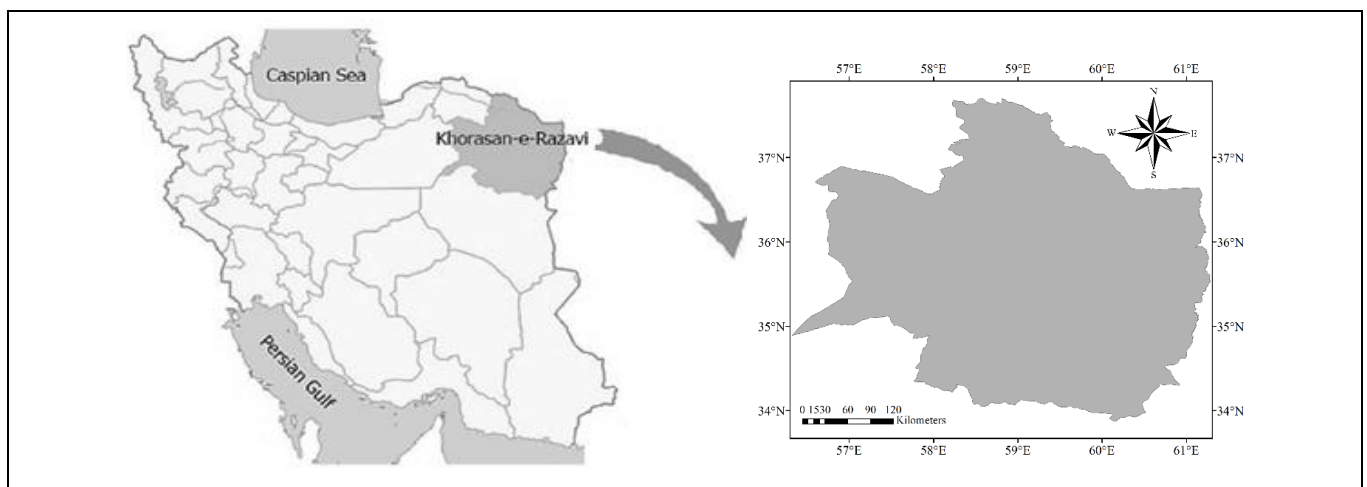 Caspian Sea
Khorasan-e-Razavi
Persian Gulf
57°E 58°E 59°E 60°E 61°E
N
W E
S
37°N 37°N
36°N 36°N
35°N 35°N
34°N 34°N
0 1530 60 90 120
Kilometers
57°E 58°E 59°E 60°E 61°E